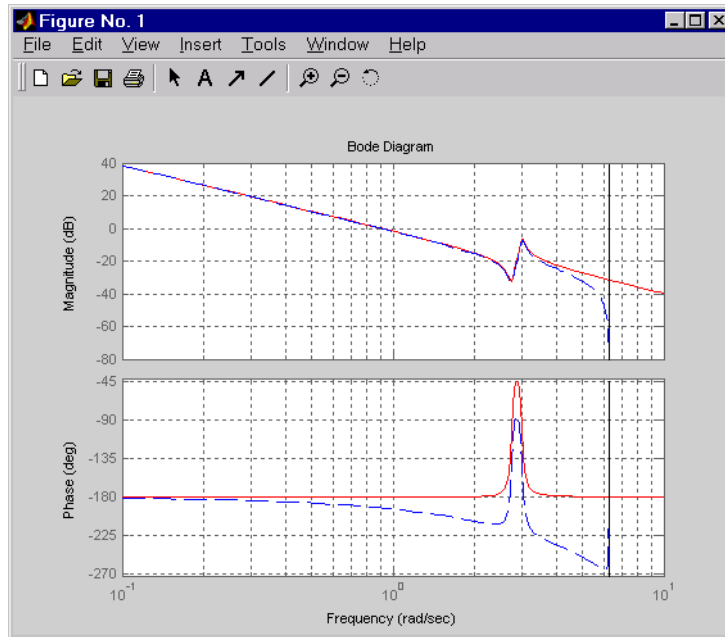 Figure No. 1
File Edit View Insert Tools Window Help
A
Bode Diagram
Magnitude (dB)
40
20
0
-20
-40
-60
-80
Phase (deg)
-45
-90
-135
-180
-225
-270
10^-1
10^0
10^1
Frequency (rad/sec)